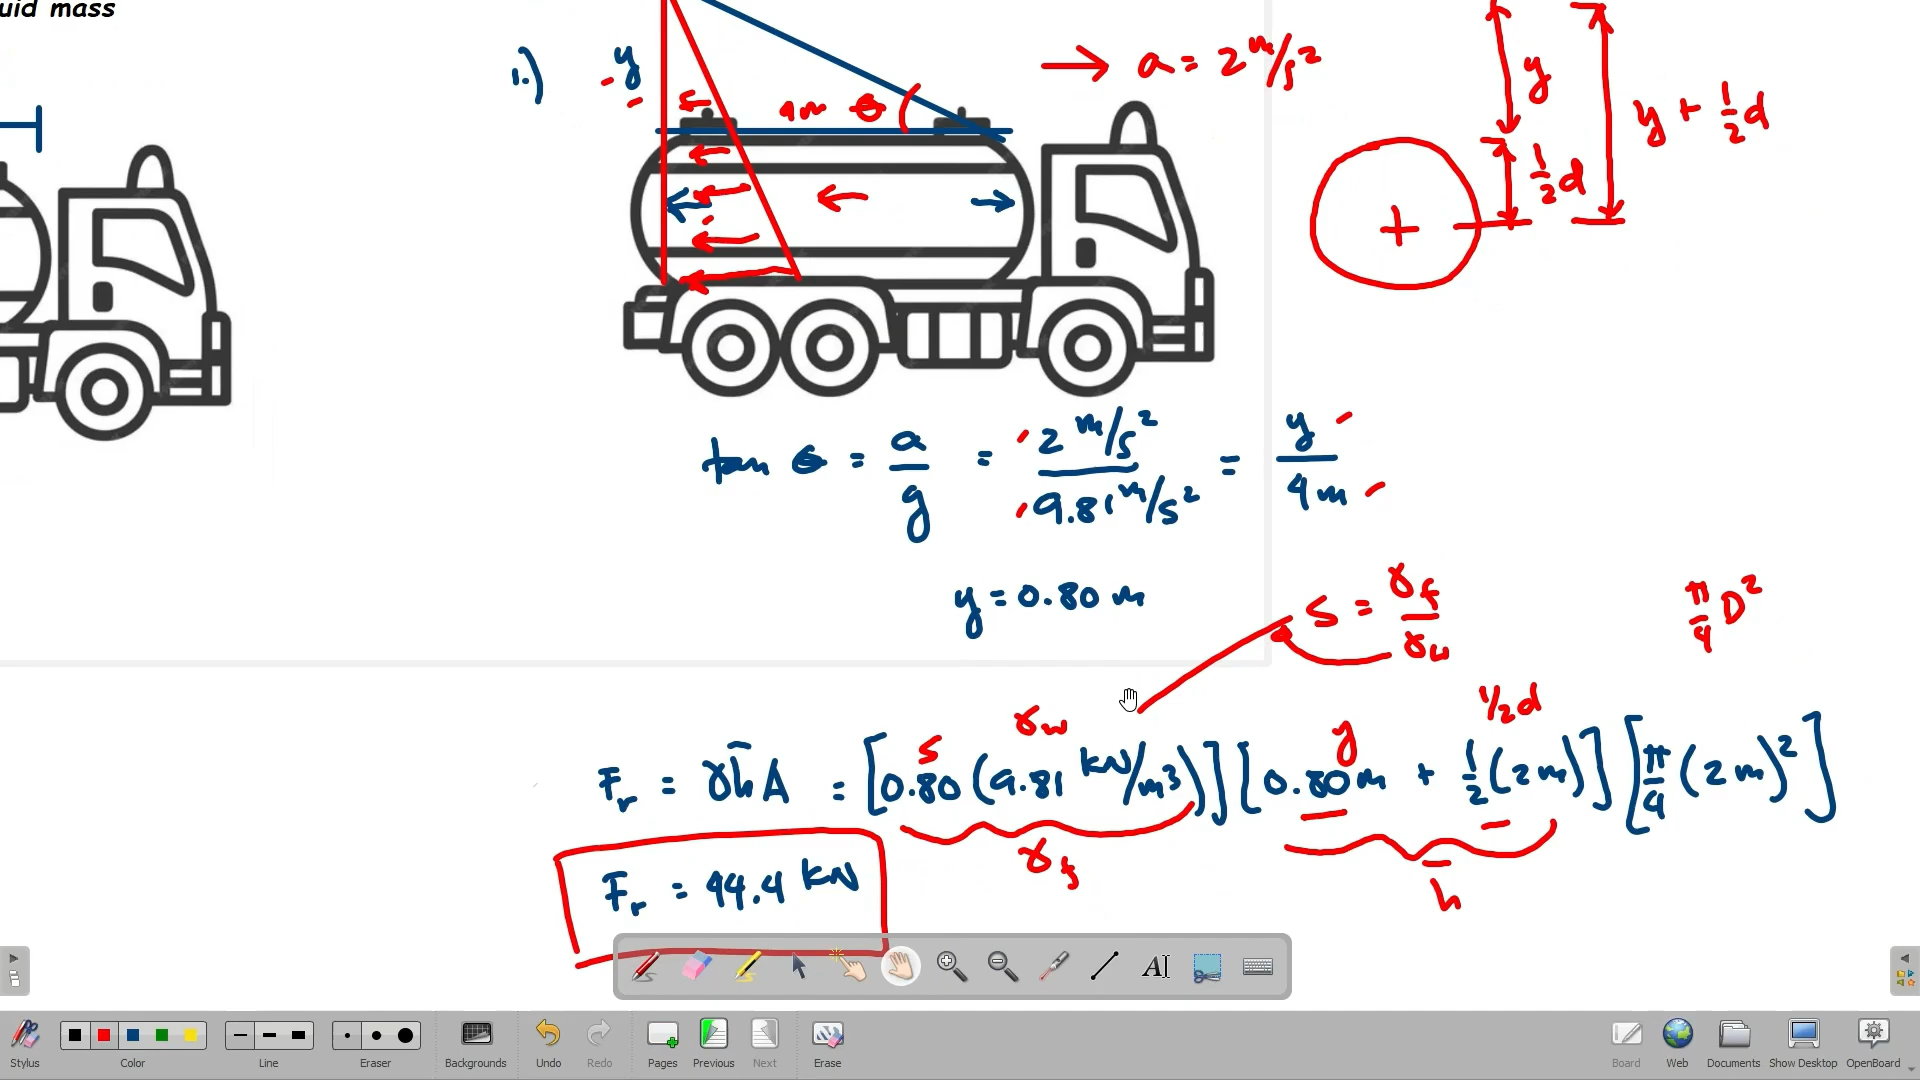 uid mass
1.)
y
4m θ
→ a = 2 m/s²
y
½d
y + ½d
tan θ = a/g = 2 m/s² / 9.81 m/s² = y / 4m
y = 0.80 m
S = γf / γw
π/4 D²
S
γw
y
1/2 d
Fr = γh̄A = [0.80 (9.81 kN/m³)] [0.80m + ½ (2m)] [π/4 (2m)²]
γf
h̄
Fr = 44.4 kN
Stylus
Color
Line
Eraser
Backgrounds
Undo
Redo
Pages
Previous
Next
Erase
Board
Web
Documents
Show Desktop
OpenBoard